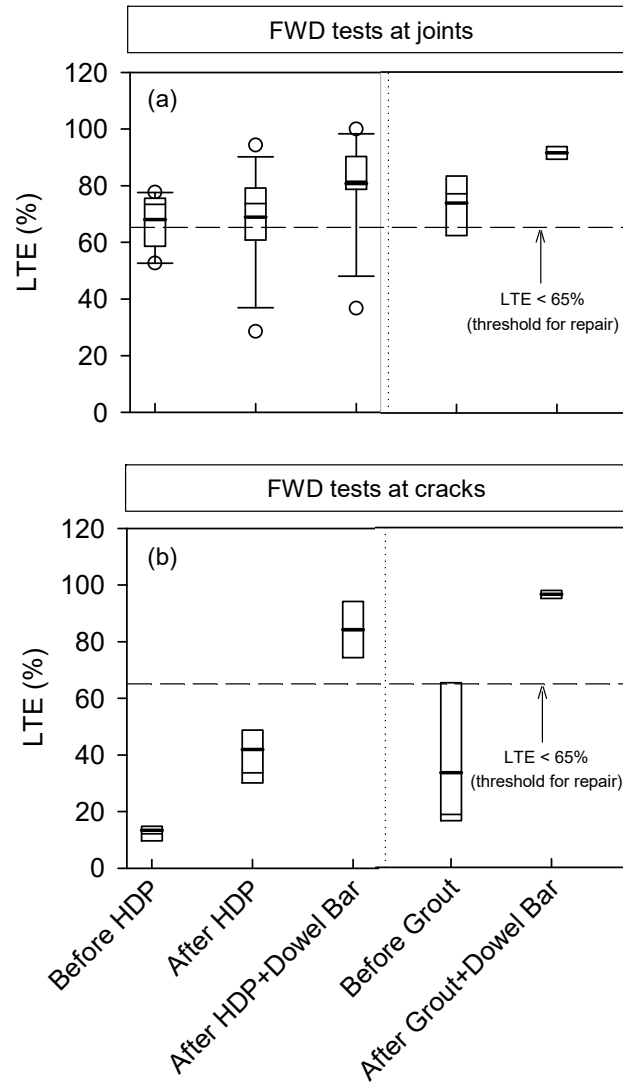 FWD tests at joints
120
(a)
100
80
60
40
20
0
LTE (%)
LTE < 65%
(threshold for repair)
FWD tests at cracks
120
(b)
100
80
60
40
20
0
LTE (%)
LTE < 65%
(threshold for repair)
Before HDP
After HDP
After HDP+Dowel Bar
Before Grout
After Grout+Dowel Bar